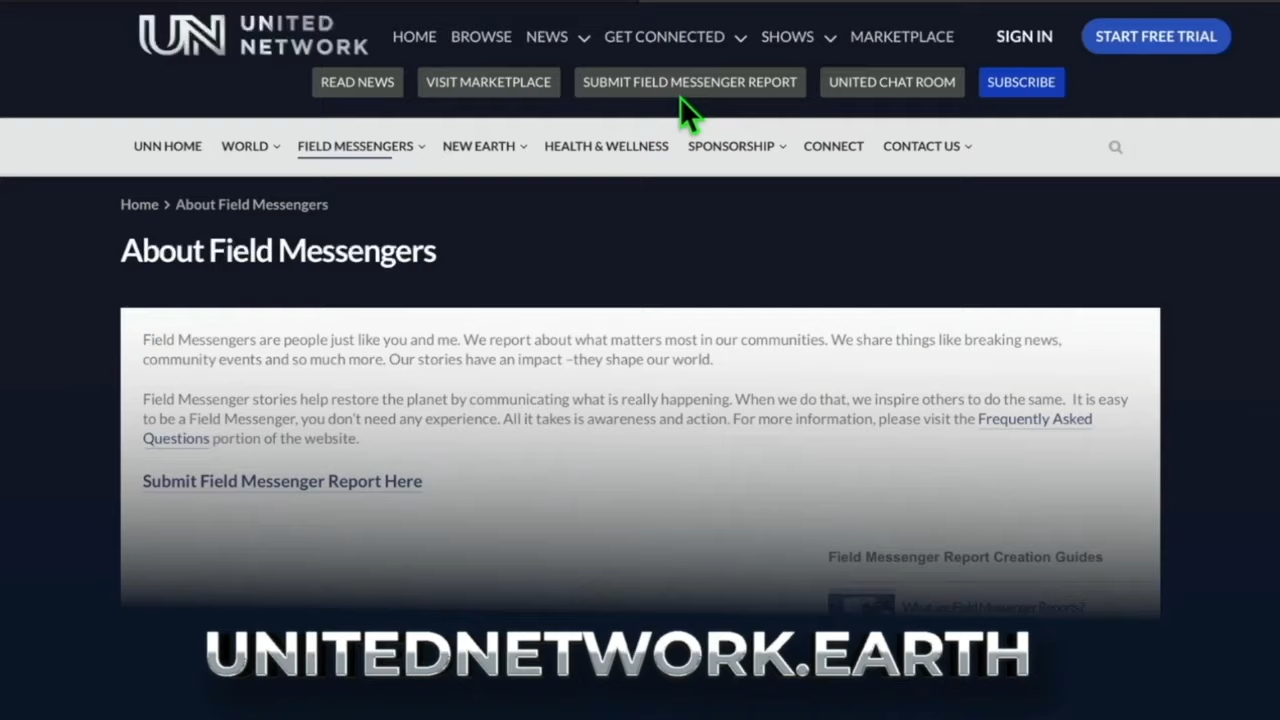 UN UNITED NETWORK
HOME BROWSE NEWS GET CONNECTED SHOWS MARKETPLACE SIGN IN START FREE TRIAL
READ NEWS VISIT MARKETPLACE SUBMIT FIELD MESSENGER REPORT UNITED CHAT ROOM SUBSCRIBE
UNN HOME WORLD FIELD MESSENGERS NEW EARTH HEALTH & WELLNESS SPONSORSHIP CONNECT CONTACT US
Home > About Field Messengers
About Field Messengers
Field Messengers are people just like you and me. We report about what matters most in our communities. We share things like breaking news,
community events and so much more. Our stories have an impact –they shape our world.
Field Messenger stories help restore the planet by communicating what is really happening. When we do that, we inspire others to do the same. It is easy
to be a Field Messenger, you don't need any experience. All it takes is awareness and action. For more information, please visit the Frequently Asked
Questions portion of the website.
Submit Field Messenger Report Here
Field Messenger Report Creation Guides
What are Field Messenger Reports?
UNITEDNETWORK.EARTH